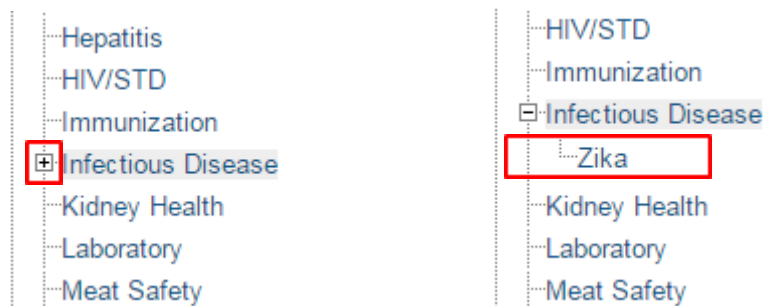 Hepatitis
HIV/STD
Immunization
Infectious Disease
Kidney Health
Laboratory
Meat Safety
HIV/STD
Immunization
Infectious Disease
Zika
Kidney Health
Laboratory
Meat Safety